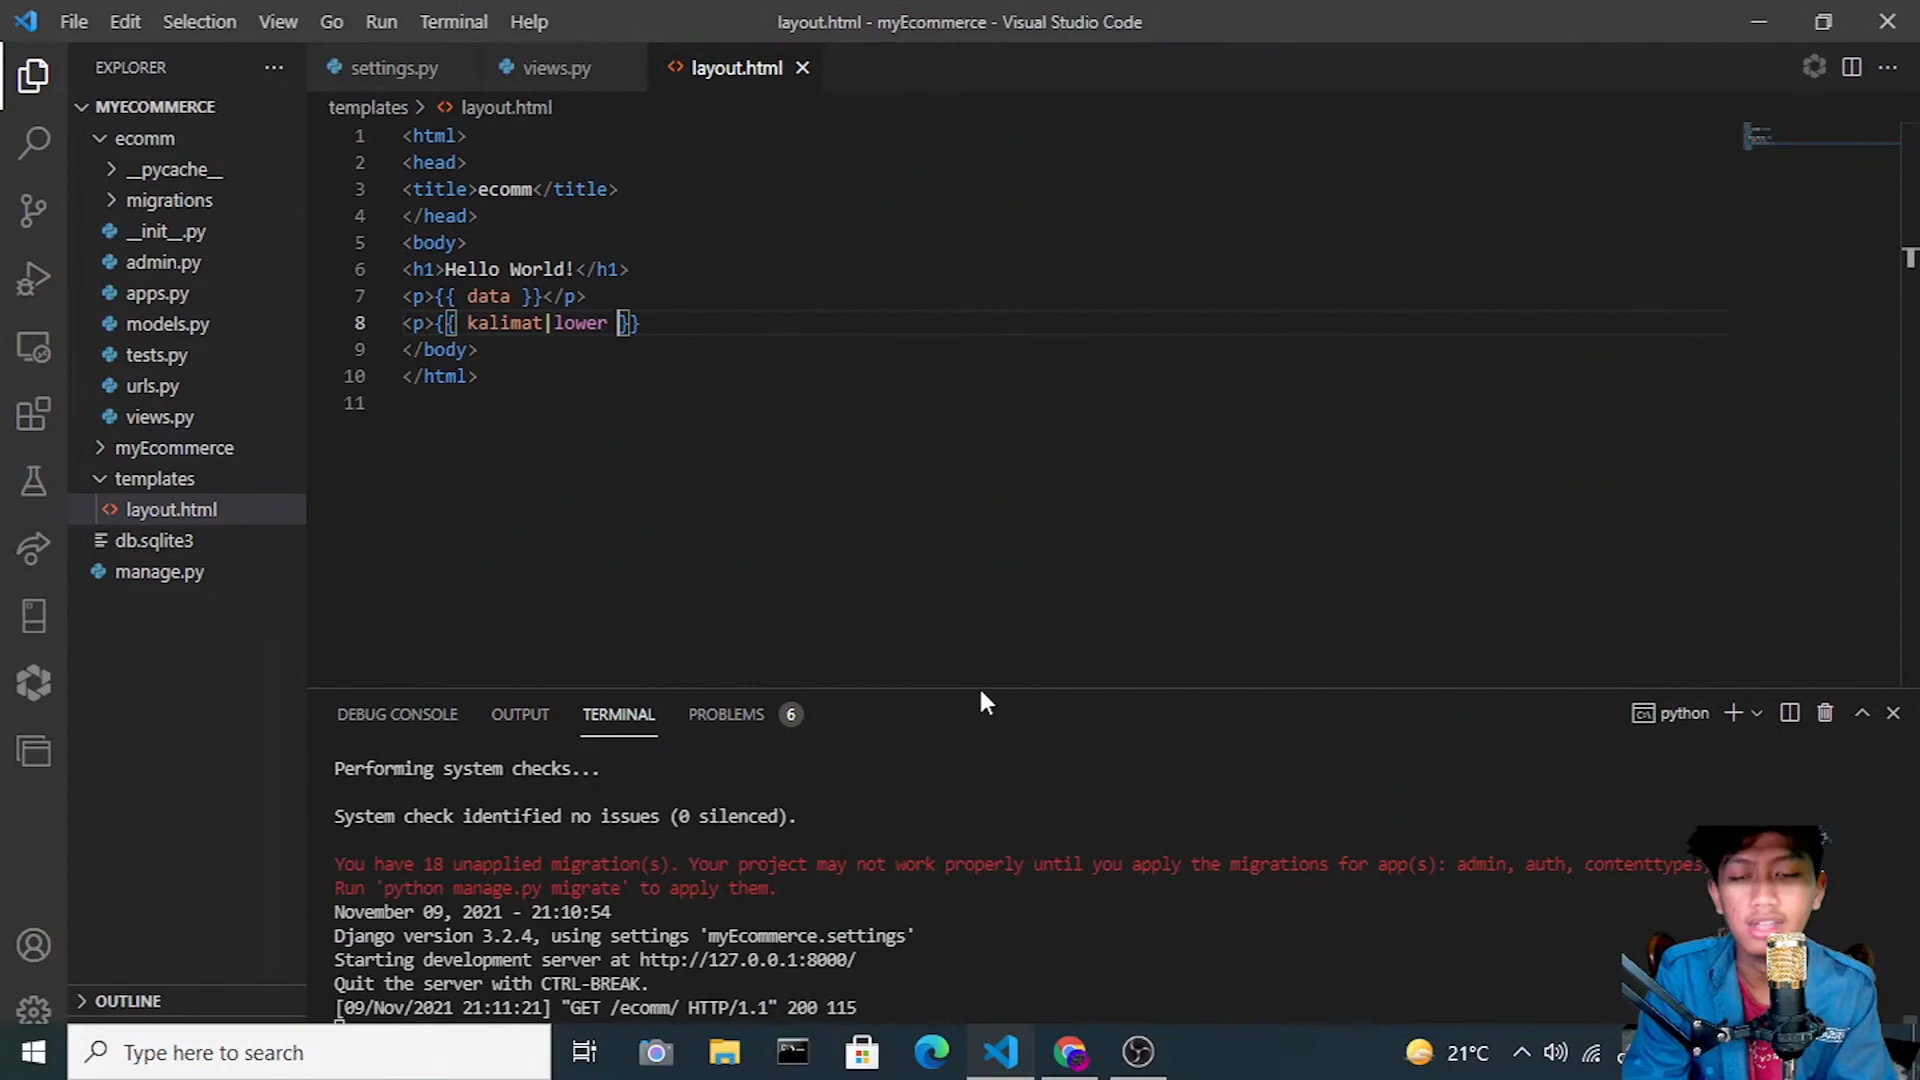 File Edit Selection View Go Run Terminal Help
layout.html - myEcommerce - Visual Studio Code
EXPLORER
settings.py
views.py
layout.html
MYECOMMERCE
ecomm
__pycache__
migrations
__init__.py
admin.py
apps.py
models.py
tests.py
urls.py
views.py
myEcommerce
templates
layout.html
db.sqlite3
manage.py
OUTLINE
templates > layout.html
1 <html>
2 <head>
3 <title>ecomm</title>
4 </head>
5 <body>
6 <h1>Hello World!</h1>
7 <p>{{ data }}</p>
8 <p>{{ kalimat|lower }}
9 </body>
10 </html>
11
DEBUG CONSOLE OUTPUT TERMINAL PROBLEMS 6
python
Performing system checks...
System check identified no issues (0 silenced).
You have 18 unapplied migration(s). Your project may not work properly until you apply the migrations for app(s): admin, auth, contenttypes,
Run 'python manage.py migrate' to apply them.
November 09, 2021 - 21:10:54
Django version 3.2.4, using settings 'myEcommerce.settings'
Starting development server at http://127.0.0.1:8000/
Quit the server with CTRL-BREAK.
[09/Nov/2021 21:11:21] "GET /ecomm/ HTTP/1.1" 200 115
Type here to search
21°C